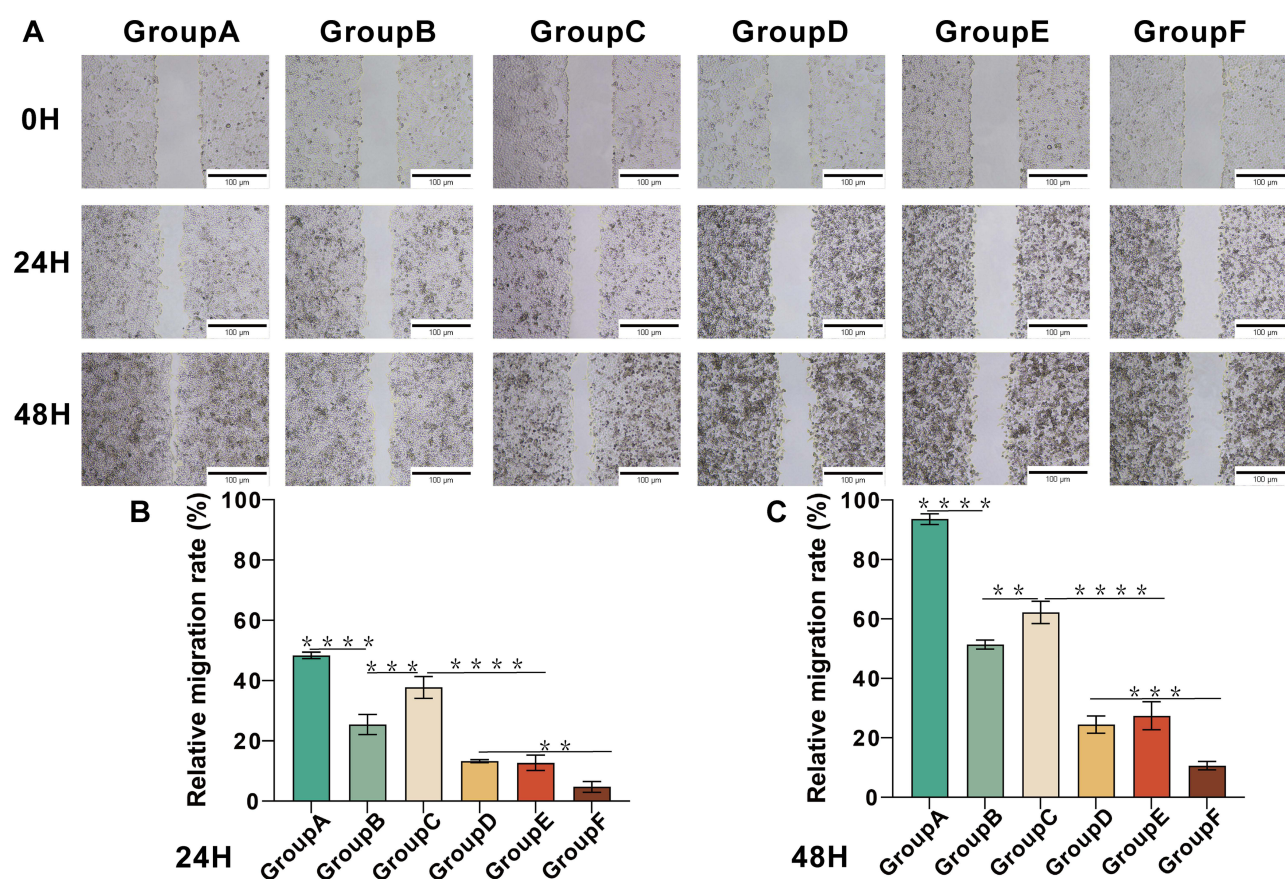 A GroupA GroupB GroupC GroupD GroupE GroupF
0H
100 µm 100 µm 100 µm 100 µm 100 µm 100 µm
24H
100 µm 100 µm 100 µm 100 µm 100 µm 100 µm
48H
100 µm 100 µm 100 µm 100 µm 100 µm 100 µm
B
Relative migration rate (%)
100
80
60
40
20
0
* * * *
* * *
* * * *
* *
GroupA GroupB GroupC GroupD GroupE GroupF
24H
C
Relative migration rate (%)
100
80
60
40
20
0
* * * *
* *
* * * *
* * *
GroupA GroupB GroupC GroupD GroupE GroupF
48H